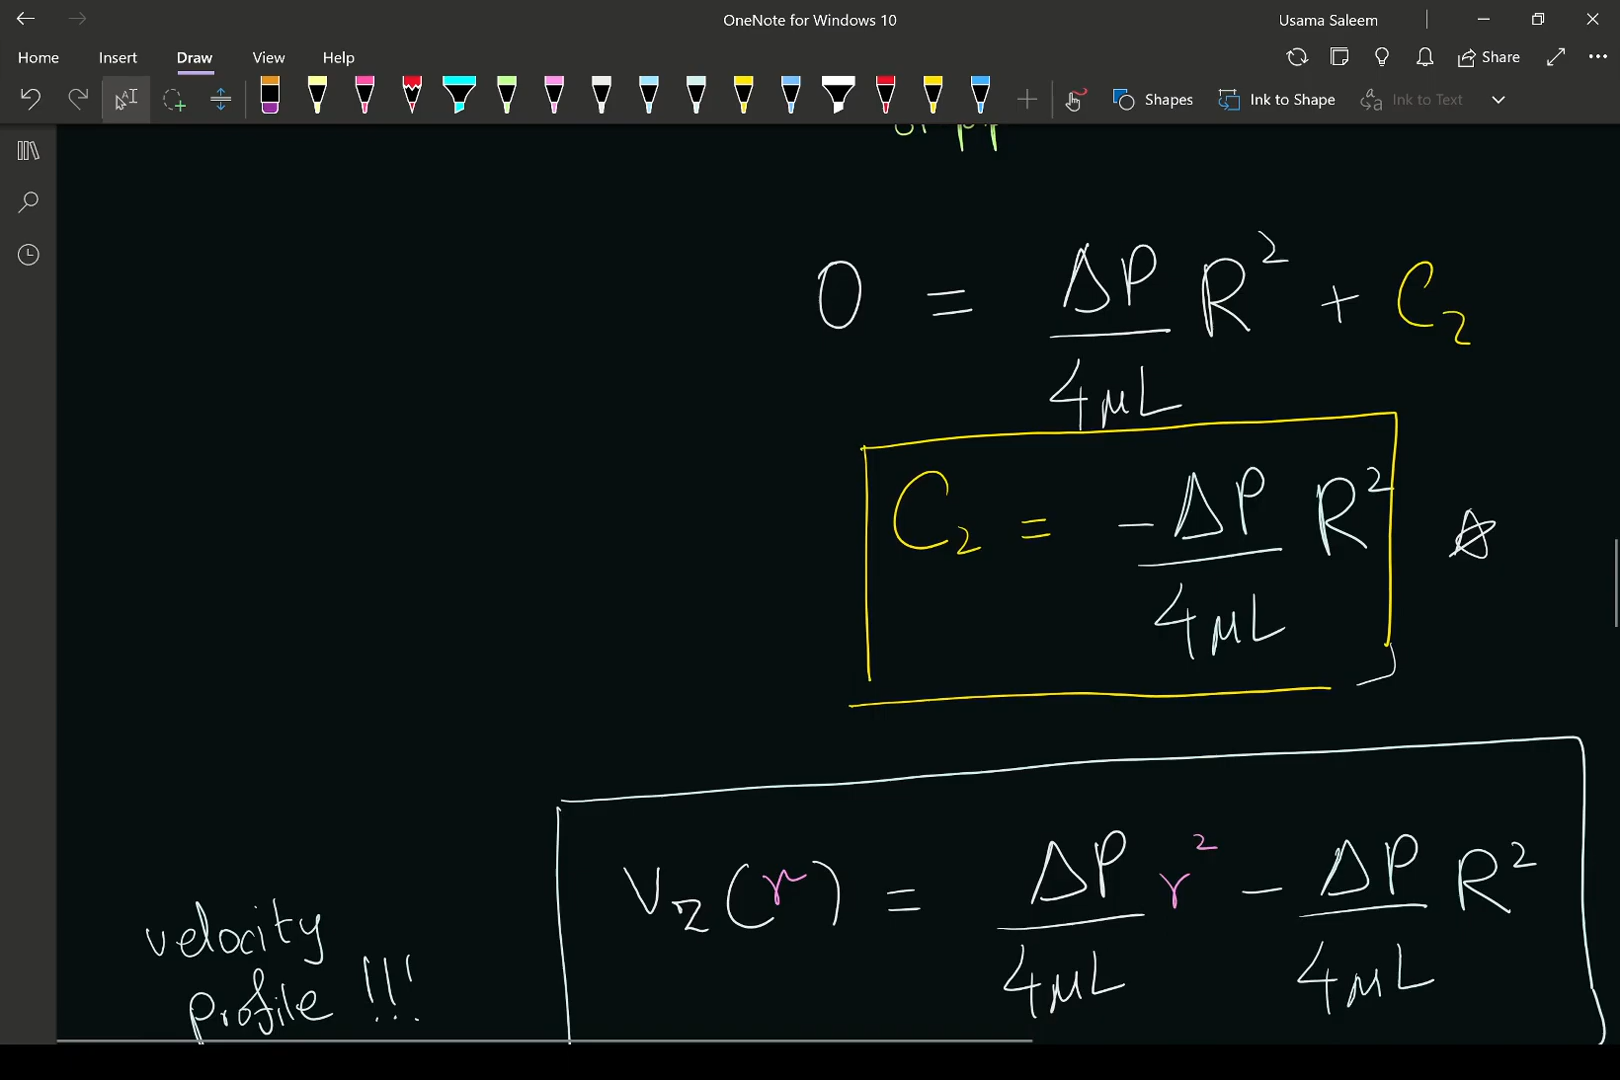 OneNote for Windows 10
Usama Saleem
Home Insert Draw View Help
Share
Shapes Ink to Shape Ink to Text
0 = ΔP/4μL R² + C₂
C₂ = -ΔP/4μL R²
V_z(r) = ΔP/4μL r² - ΔP/4μL R²
velocity
profile !!!